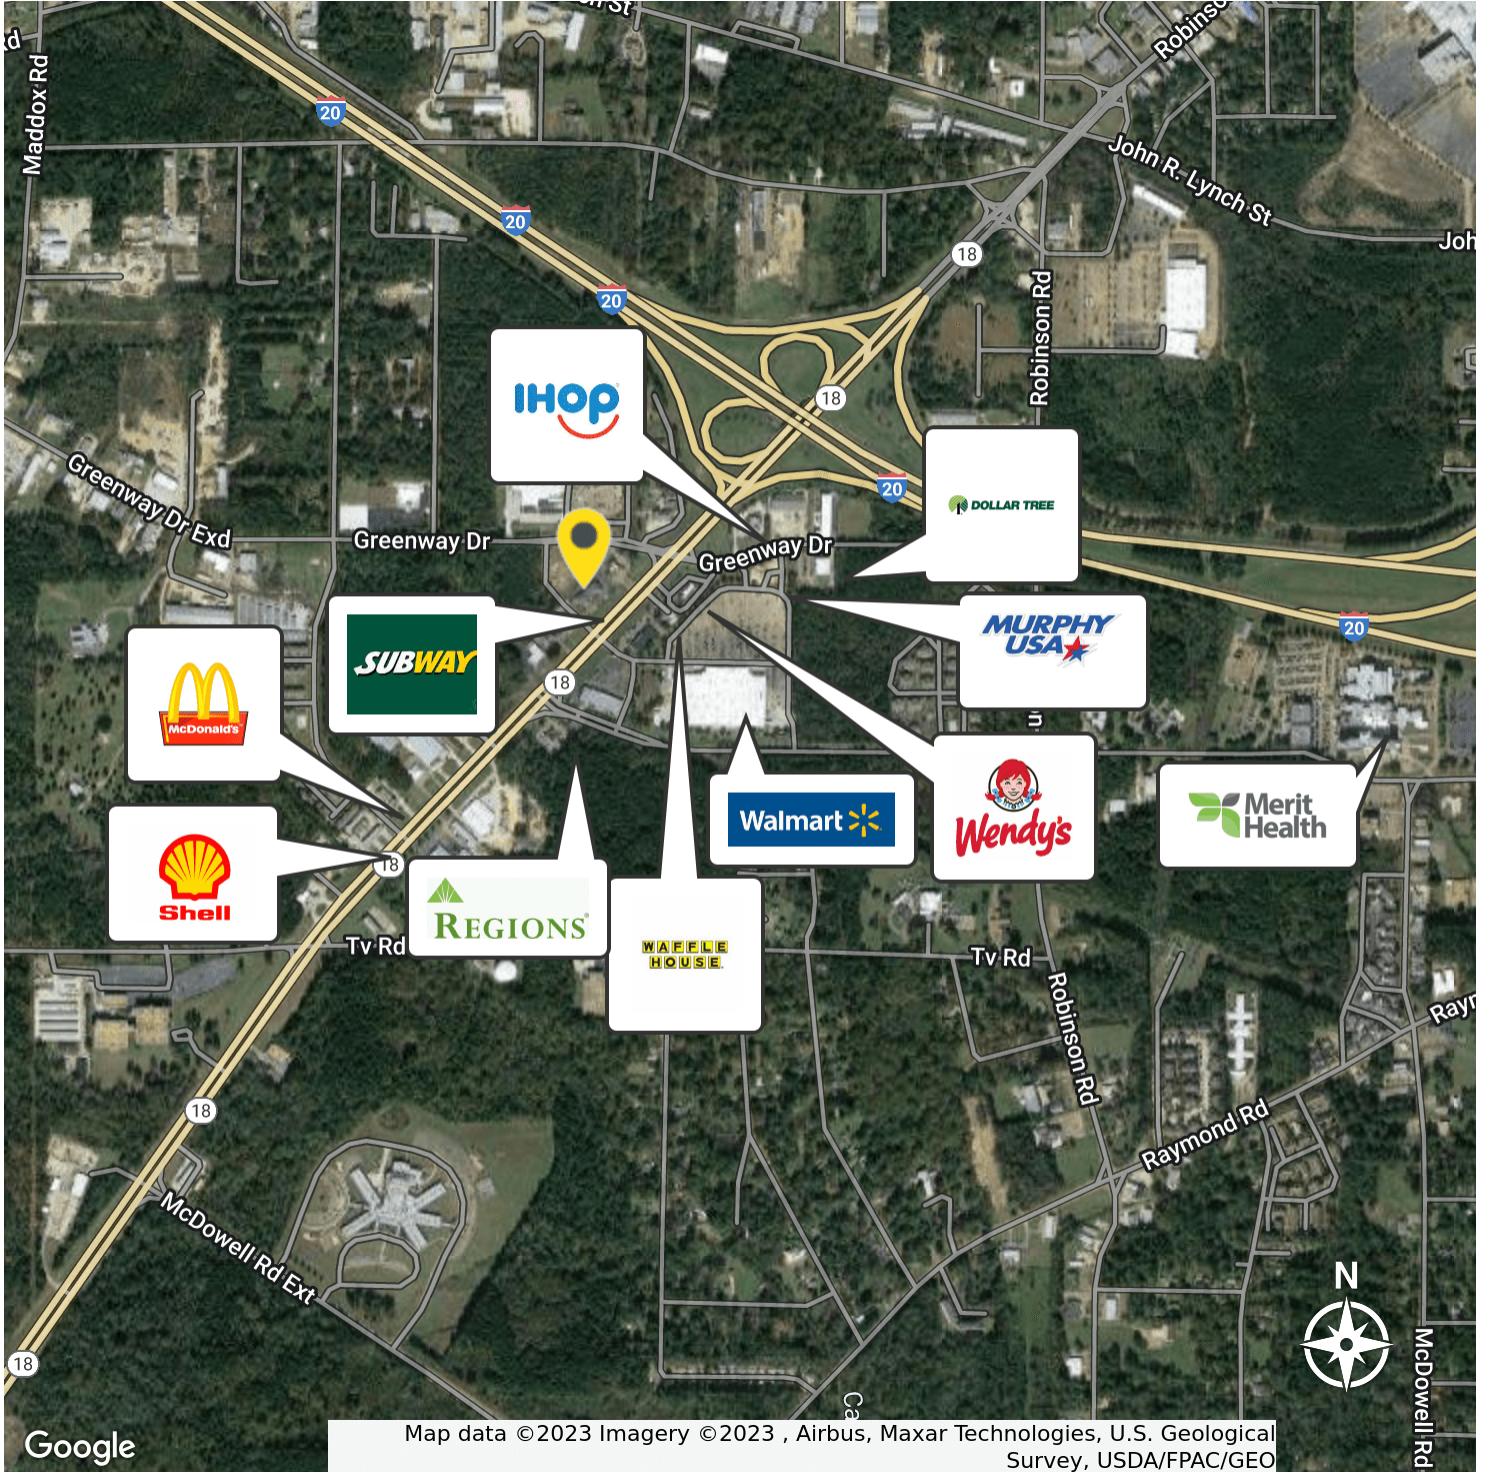 Robinso
Rd
Maddox Rd
20
John R. Lynch St
20
Joh
18
20
Robinson Rd
IHOP
18
Greenway Dr Exd
20
DOLLAR TREE
Greenway Dr
Greenway Dr
MURPHY
USA
20
SUBWAY
18
McDonald's
Walmart
Wendy's
Merit
Health
Shell
18
REGIONS
WAFFLE
HOUSE
Tv Rd
Tv Rd
Robinson Rd
Rayr
18
Raymond Rd
McDowell Rd Ext
N
18
McDowell Rd
Ca
Google
Map data ©2023 Imagery ©2023 , Airbus, Maxar Technologies, U.S. Geological
Survey, USDA/FPAC/GEO